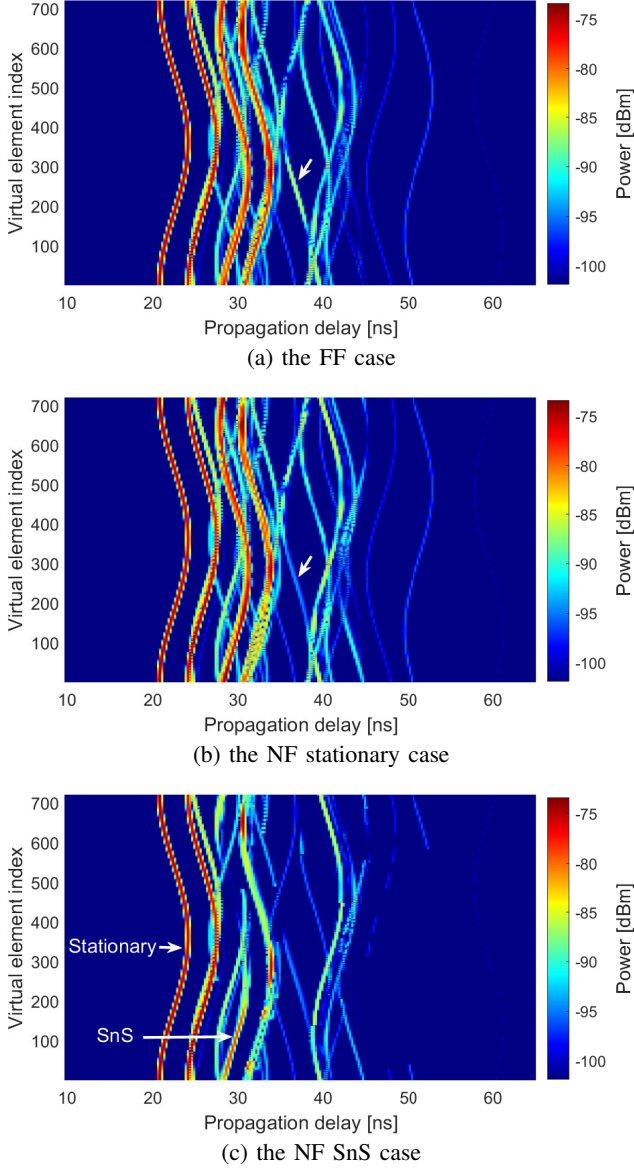 700
600
500
400
300
200
100
Virtual element index
10 20 30 40 50 60
Propagation delay [ns]
-75
-80
-85
-90
-95
-100
Power [dBm]
(a) the FF case
700
600
500
400
300
200
100
Virtual element index
10 20 30 40 50 60
Propagation delay [ns]
-75
-80
-85
-90
-95
-100
Power [dBm]
(b) the NF stationary case
700
600
500
400
300
200
100
Virtual element index
Stationary
SnS
10 20 30 40 50 60
Propagation delay [ns]
-75
-80
-85
-90
-95
-100
Power [dBm]
(c) the NF SnS case